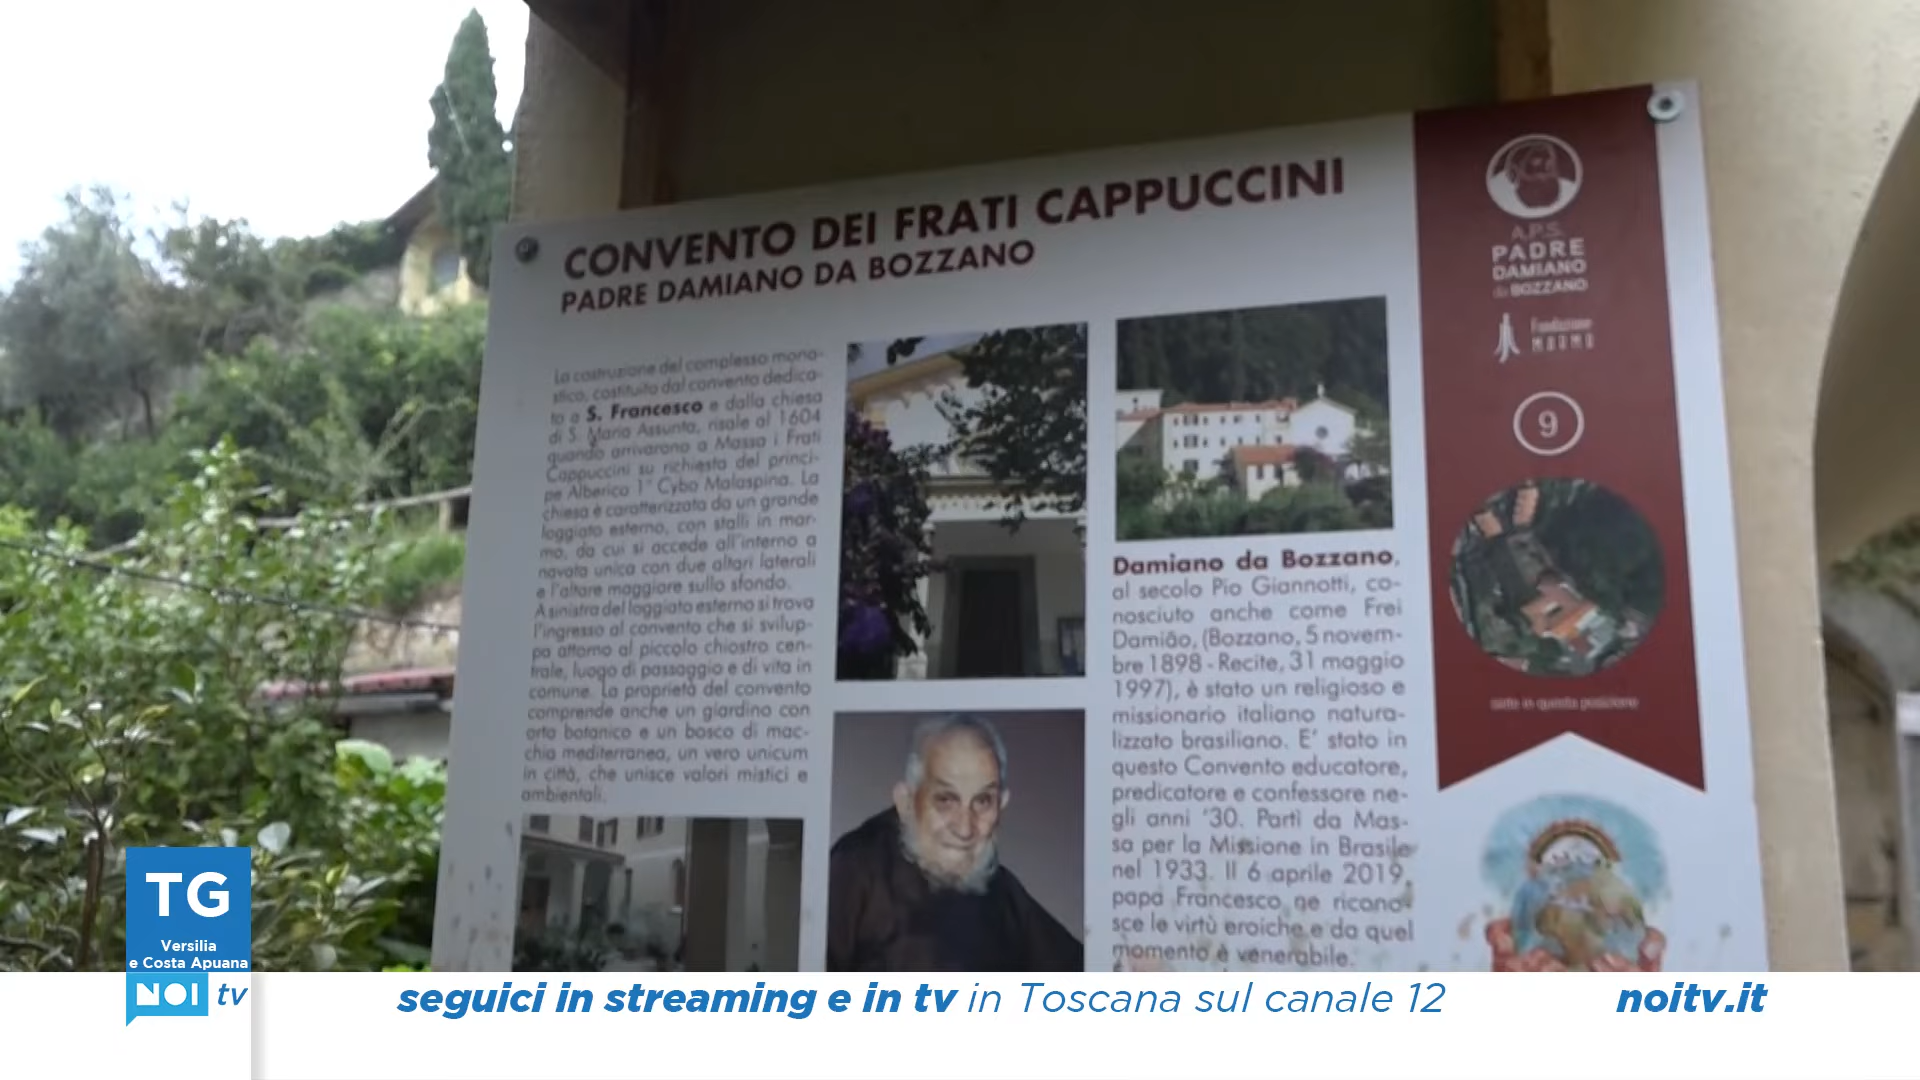 CONVENTO DEI FRATI CAPPUCCINI
PADRE DAMIANO DA BOZZANO
La costruzione del complesso mona-
stico, costituito dal convento dedica-
to a S. Francesco e dalla chiesa
di S. Maria Assunta, risale al 1604
quando arrivarono a Massa i Frati
Cappuccini su richiesta del princi-
pe Alberico 1° Cybo Malaspina. La
chiesa è caratterizzata da un grande
loggiato esterno, con stalli in mar-
mo, da cui si accede all'interno a
navata unica con due altari laterali
e l'altare maggiore sullo sfondo.
A sinistra del loggiato esterno si trova
l'ingresso al convento che si svilup-
pa attorno al piccolo chiostro cen-
trale, luogo di passaggio e di vita in
comune. La proprietà del convento
comprende anche un giardino con
orto botanico e un bosco di mac-
chia mediterranea, un vero unicum
in città, che unisce valori mistici e
ambientali.
Damiano da Bozzano,
al secolo Pio Giannotti, co-
nosciuto anche come Frei
Damião, (Bozzano, 5 novem-
bre 1898 - Recife, 31 maggio
1997), è stato un religioso e
missionario italiano natura-
lizzato brasiliano. E' stato in
questo Convento educatore,
predicatore e confessore ne-
gli anni '30. Partì da Mas-
sa per la Missione in Brasile
nel 1933. Il 6 aprile 2019,
papa Francesco ne ricono-
sce le virtù eroiche e da quel
momento è venerabile.
A.P.S.
PADRE
DAMIANO
da BOZZANO
Fondazione
9
siete in questa posizione
TG
Versilia
e Costa Apuana
NOI tv
seguici in streaming e in tv in Toscana sul canale 12
noitv.it